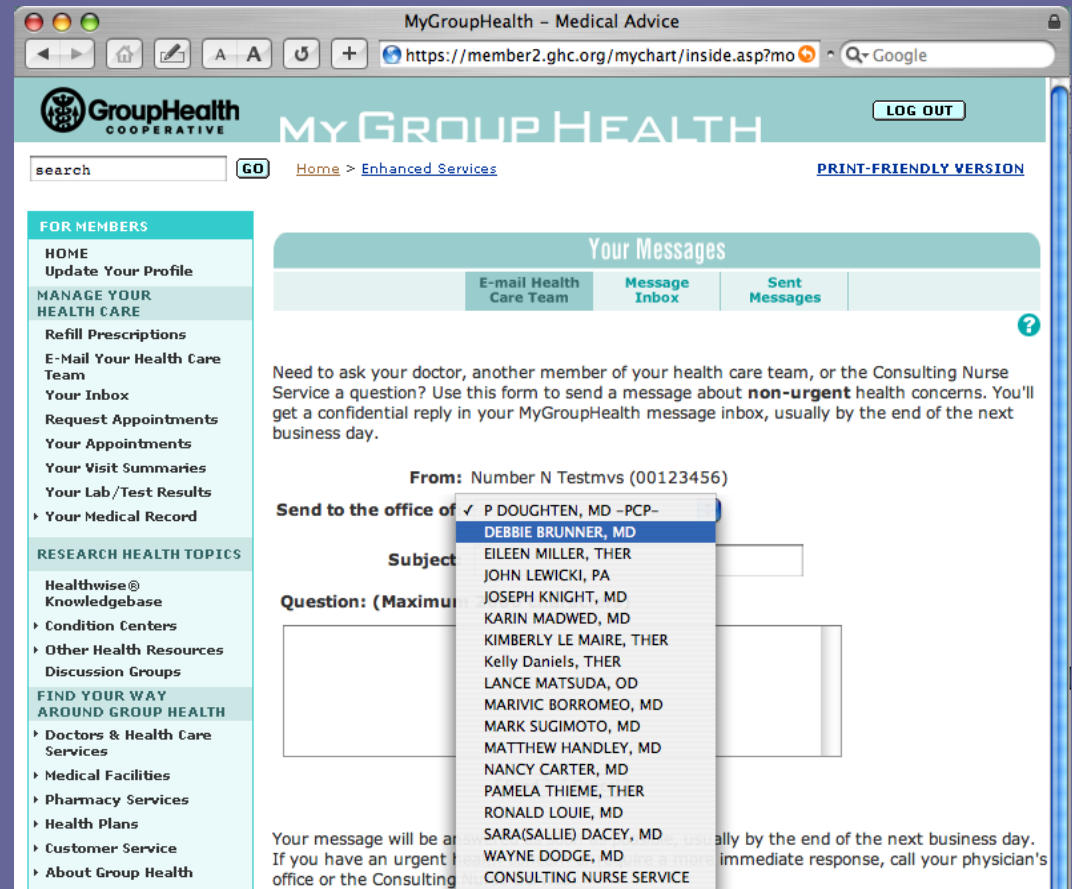 MyGroupHealth – Medical Advice
A A + https://member2.ghc.org/mychart/inside.asp?mo Google
GroupHealth
COOPERATIVE
MY GROUP HEALTH
LOG OUT
search GO Home > Enhanced Services PRINT-FRIENDLY VERSION
FOR MEMBERS
HOME
Update Your Profile
MANAGE YOUR
HEALTH CARE
Refill Prescriptions
E-Mail Your Health Care
Team
Your Inbox
Request Appointments
Your Appointments
Your Visit Summaries
Your Lab/Test Results
Your Medical Record
RESEARCH HEALTH TOPICS
Healthwise®
Knowledgebase
Condition Centers
Other Health Resources
Discussion Groups
FIND YOUR WAY
AROUND GROUP HEALTH
Doctors & Health Care
Services
Medical Facilities
Pharmacy Services
Health Plans
Customer Service
About Group Health
Your Messages
E-mail Health
Care Team
Message
Inbox
Sent
Messages
?
Need to ask your doctor, another member of your health care team, or the Consulting Nurse
Service a question? Use this form to send a message about non-urgent health concerns. You'll
get a confidential reply in your MyGroupHealth message inbox, usually by the end of the next
business day.
From: Number N Testmvs (00123456)
Send to the office of
✓ P DOUGHTEN, MD -PCP-
DEBBIE BRUNNER, MD
EILEEN MILLER, THER
JOHN LEWICKI, PA
JOSEPH KNIGHT, MD
KARIN MADWED, MD
KIMBERLY LE MAIRE, THER
Kelly Daniels, THER
LANCE MATSUDA, OD
MARIVIC BORROMEO, MD
MARK SUGIMOTO, MD
MATTHEW HANDLEY, MD
NANCY CARTER, MD
PAMELA THIEME, THER
RONALD LOUIE, MD
SARA(SALLIE) DACEY, MD
WAYNE DODGE, MD
CONSULTING NURSE SERVICE
Subject
Question: (Maximum
Your message will be usually by the end of the next business day.
If you have an urgent immediate response, call your physician's
office or the Consulting